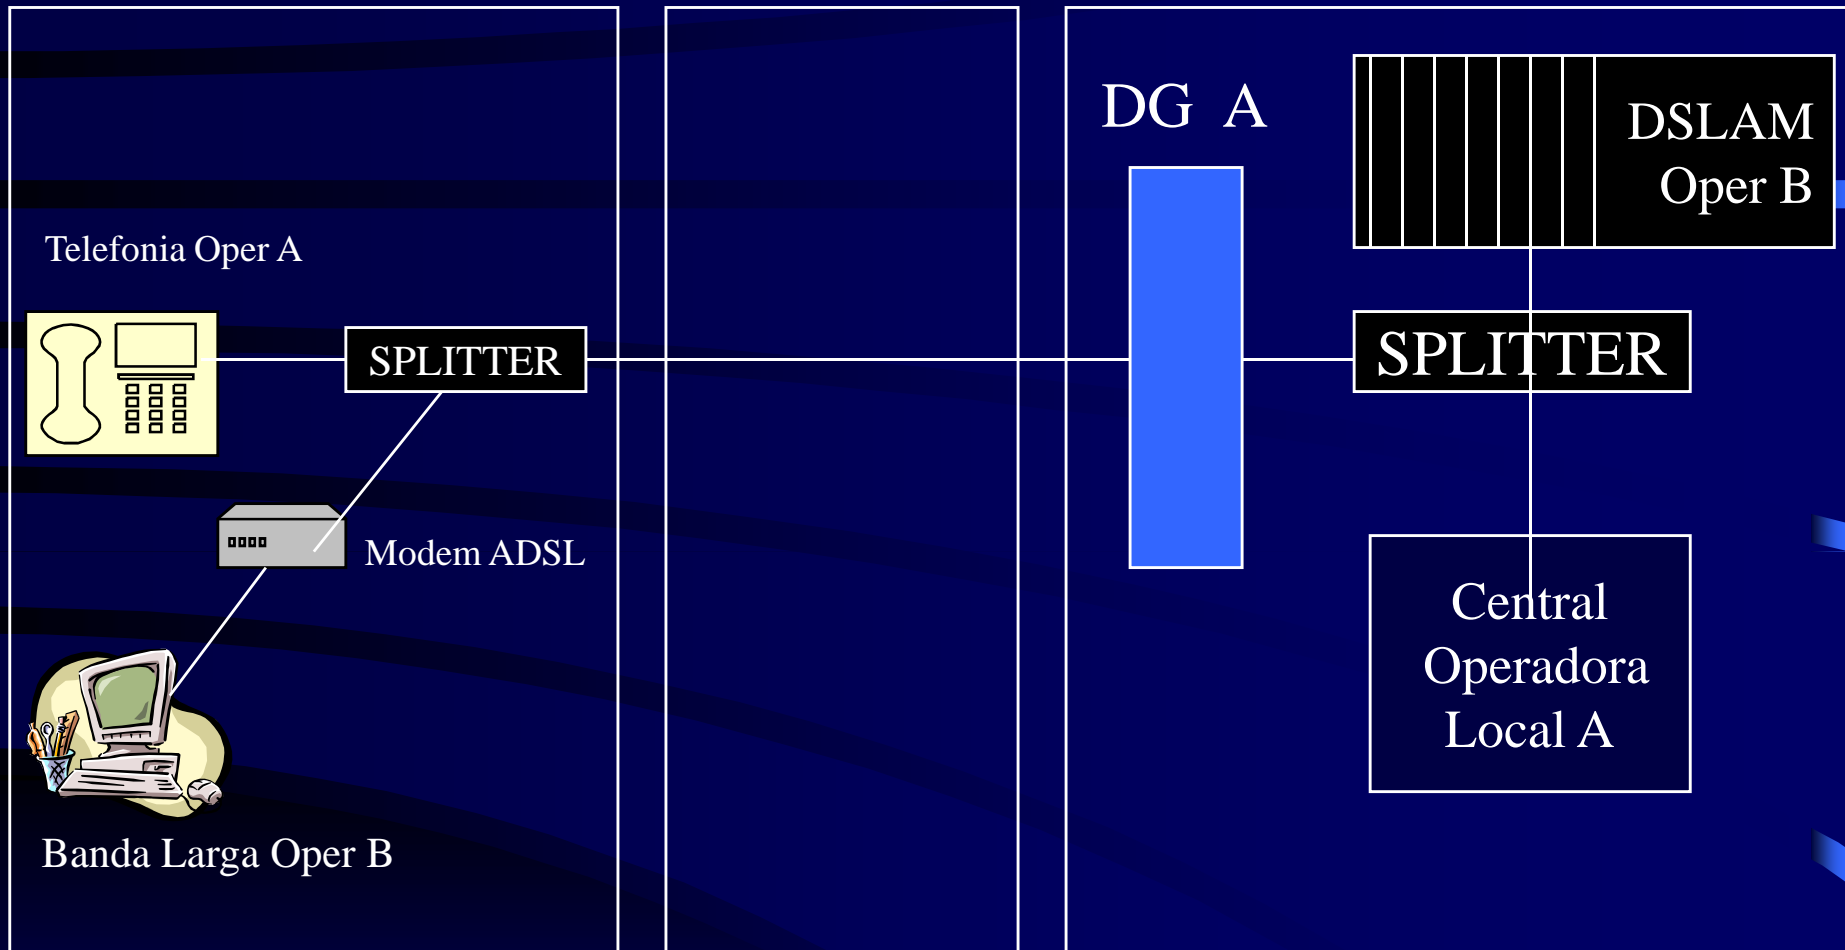 Telefonia Oper A
SPLITTER
Modem ADSL
Banda Larga Oper B
DG A
DSLAM
Oper B
SPLITTER
Central
Operadora
Local A